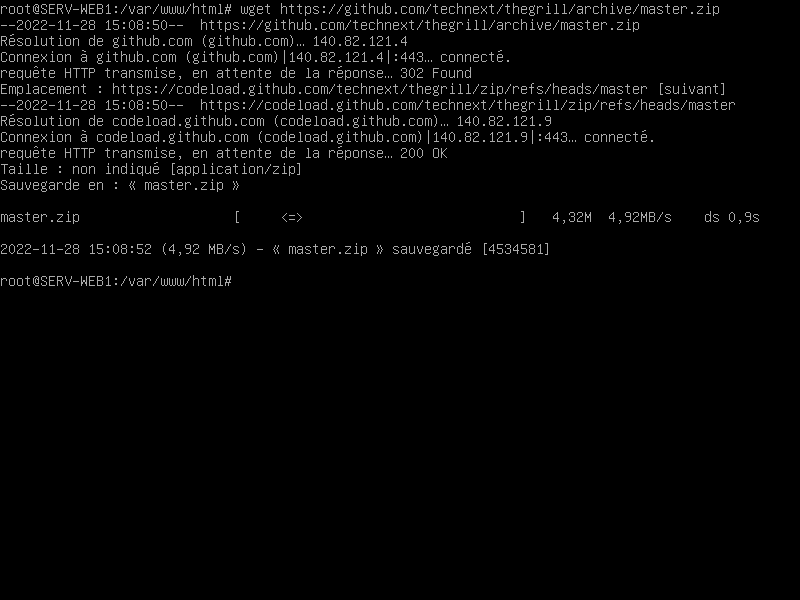 root@SERV-WEB1:/var/www/html# wget https://github.com/technext/thegrill/archive/master.zip
--2022-11-28 15:08:50--  https://github.com/technext/thegrill/archive/master.zip
Résolution de github.com (github.com)… 140.82.121.4
Connexion à github.com (github.com)|140.82.121.4|:443… connecté.
requête HTTP transmise, en attente de la réponse… 302 Found
Emplacement : https://codeload.github.com/technext/thegrill/zip/refs/heads/master [suivant]
--2022-11-28 15:08:50--  https://codeload.github.com/technext/thegrill/zip/refs/heads/master
Résolution de codeload.github.com (codeload.github.com)… 140.82.121.9
Connexion à codeload.github.com (codeload.github.com)|140.82.121.9|:443… connecté.
requête HTTP transmise, en attente de la réponse… 200 OK
Taille : non indiqué [application/zip]
Sauvegarde en : « master.zip »
master.zip                   [     <=>                           ]   4,32M  4,92MB/s    ds 0,9s
2022-11-28 15:08:52 (4,92 MB/s) — « master.zip » sauvegardé [4534581]
root@SERV-WEB1:/var/www/html#